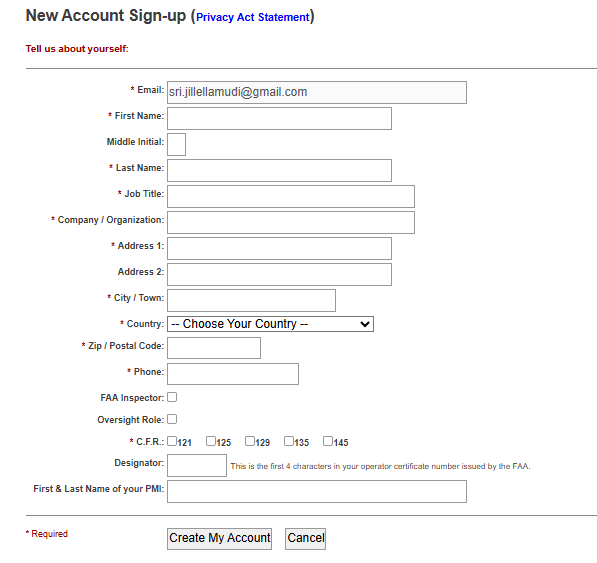 New Account Sign-up (Privacy Act Statement)
Tell us about yourself:
* Email: sri.jillellamudi@gmail.com
* First Name:
Middle Initial:
* Last Name:
* Job Title:
* Company / Organization:
* Address 1:
Address 2:
* City / Town:
* Country: -- Choose Your Country --
* Zip / Postal Code:
* Phone:
FAA Inspector:
Oversight Role:
* C.F.R.: 121 125 129 135 145
Designator: This is the first 4 characters in your operator certificate number issued by the FAA.
First & Last Name of your PMI:
* Required Create My Account Cancel